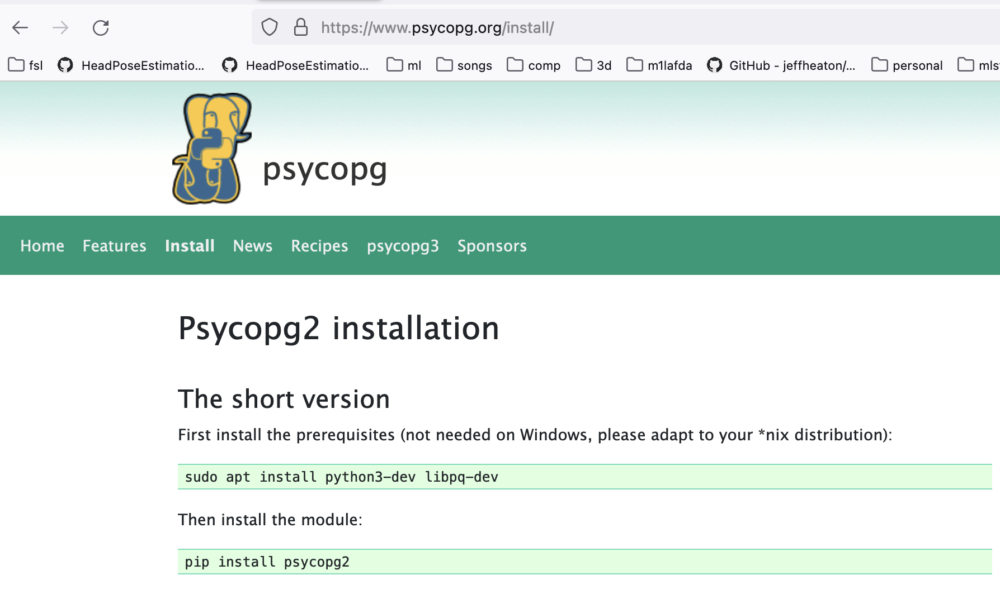 https://www.psycopg.org/install/
fsl HeadPoseEstimatio... HeadPoseEstimatio... ml songs comp 3d m1lafda GitHub - jeffheaton/... personal mls
psycopg
Home Features Install News Recipes psycopg3 Sponsors
Psycopg2 installation
The short version
First install the prerequisites (not needed on Windows, please adapt to your *nix distribution):
sudo apt install python3-dev libpq-dev
Then install the module:
pip install psycopg2